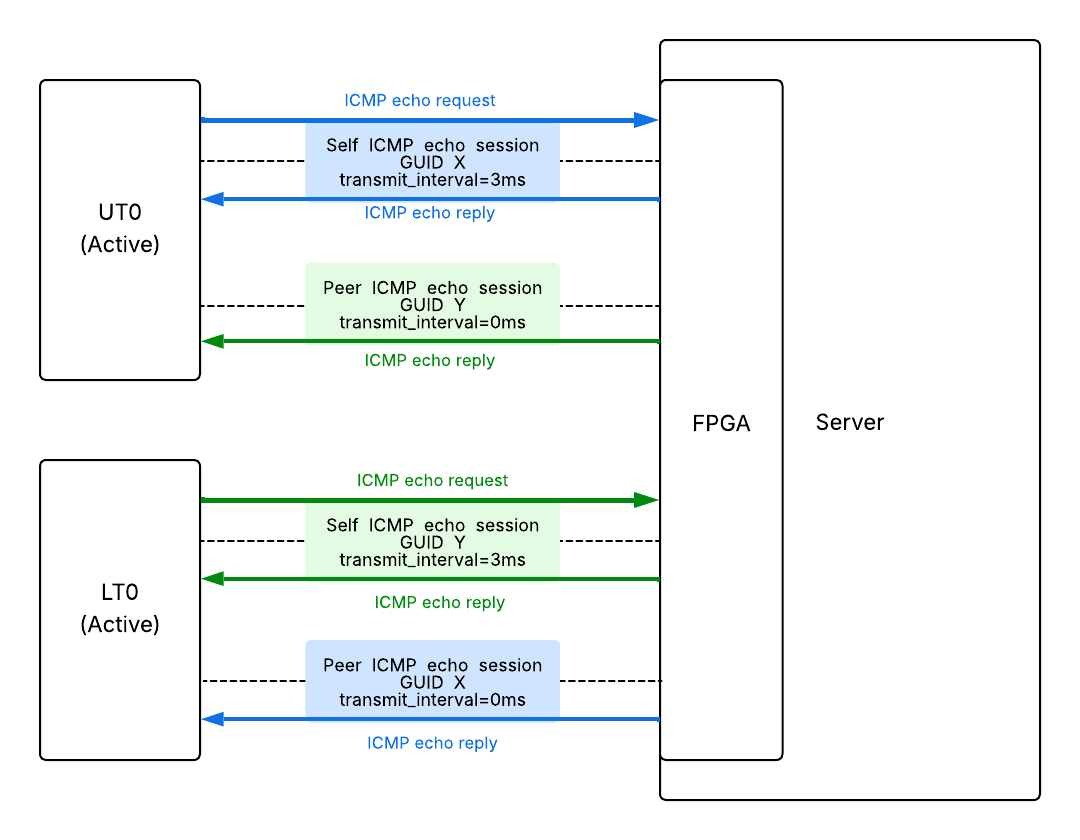 ICMP echo request
Self ICMP echo session
GUID X
transmit_interval=3ms
ICMP echo reply
UT0
(Active)
Peer ICMP echo session
GUID Y
transmit_interval=0ms
ICMP echo reply
FPGA
Server
ICMP echo request
Self ICMP echo session
GUID Y
transmit_interval=3ms
ICMP echo reply
LT0
(Active)
Peer ICMP echo session
GUID X
transmit_interval=0ms
ICMP echo reply